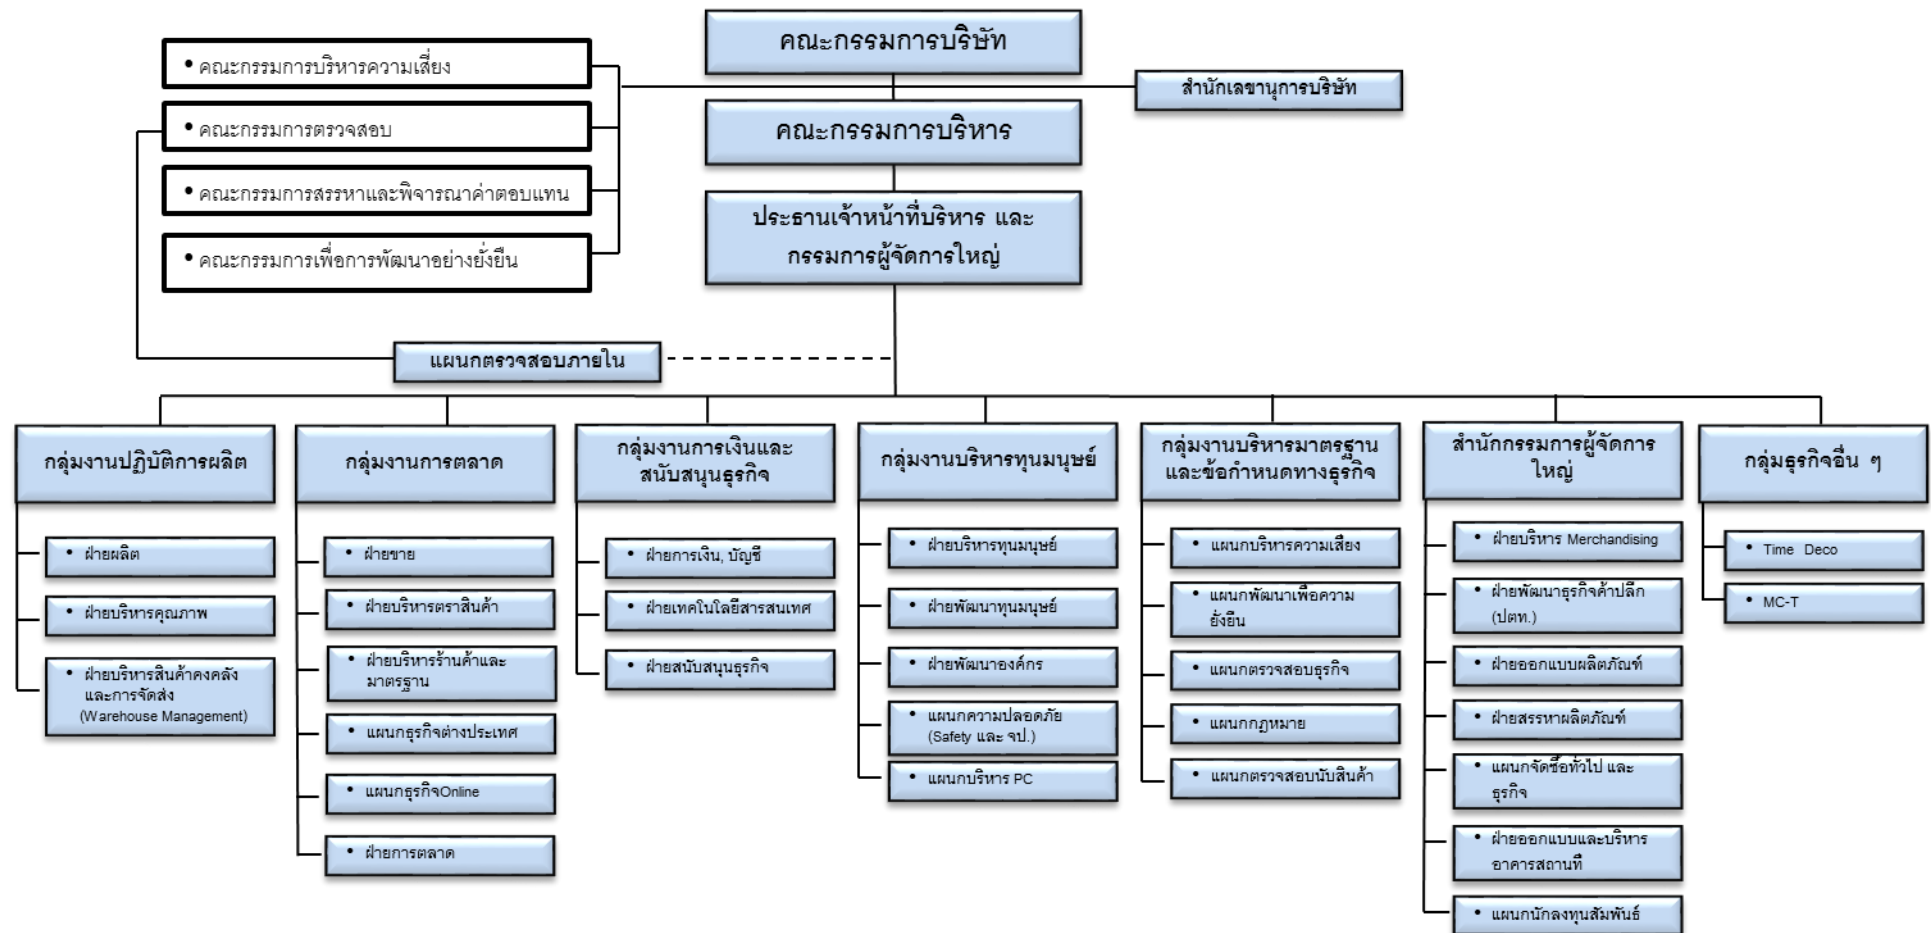 คณะกรรมการบริษัท
• คณะกรรมการบริหารความเสี่ยง
สำนักเลขานุการบริษัท
• คณะกรรมการตรวจสอบ
คณะกรรมการบริหาร
• คณะกรรมการสรรหาและพิจารณาค่าตอบแทน
ประธานเจ้าหน้าที่บริหาร และ
กรรมการผู้จัดการใหญ่
• คณะกรรมการเพื่อการพัฒนาอย่างยั่งยืน
แผนกตรวจสอบภายใน
กลุ่มงานปฏิบัติการผลิต
• ฝ่ายผลิต
• ฝ่ายบริหารคุณภาพ
• ฝ่ายบริหารสินค้าคงคลัง
และการจัดส่ง
(Warehouse Management)
กลุ่มงานการตลาด
• ฝ่ายขาย
• ฝ่ายบริหารตราสินค้า
• ฝ่ายบริหารร้านค้าและ
มาตรฐาน
• แผนกธุรกิจต่างประเทศ
• แผนกธุรกิจOnline
• ฝ่ายการตลาด
กลุ่มงานการเงินและ
สนับสนุนธุรกิจ
• ฝ่ายการเงิน, บัญชี
• ฝ่ายเทคโนโลยีสารสนเทศ
• ฝ่ายสนับสนุนธุรกิจ
กลุ่มงานบริหารทุนมนุษย์
• ฝ่ายบริหารทุนมนุษย์
• ฝ่ายพัฒนาทุนมนุษย์
• ฝ่ายพัฒนาองค์กร
• แผนกความปลอดภัย
(Safety และ จป.)
• แผนกบริหาร PC
กลุ่มงานบริหารมาตรฐาน
และข้อกำหนดทางธุรกิจ
• แผนกบริหารความเสี่ยง
• แผนกพัฒนาเพื่อความ
ยั่งยืน
• แผนกตรวจสอบธุรกิจ
• แผนกกฎหมาย
• แผนกตรวจสอบนับสินค้า
สำนักกรรมการผู้จัดการ
ใหญ่
• ฝ่ายบริหาร Merchandising
• ฝ่ายพัฒนาธุรกิจค้าปลีก
(ปตท.)
• ฝ่ายออกแบบผลิตภัณฑ์
• ฝ่ายสรรหาผลิตภัณฑ์
• แผนกจัดซื้อทั่วไป และ
ธุรกิจ
• ฝ่ายออกแบบและบริหาร
อาคารสถานที่
• แผนกนักลงทุนสัมพันธ์
กลุ่มธุรกิจอื่น ๆ
• Time Deco
• MC-T